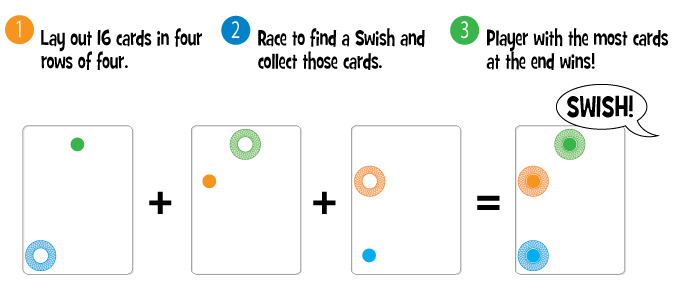 1 Lay out 16 cards in four
rows of four.
2 Race to find a Swish and
collect those cards.
3 Player with the most cards
at the end wins!
SWISH!
+ + =